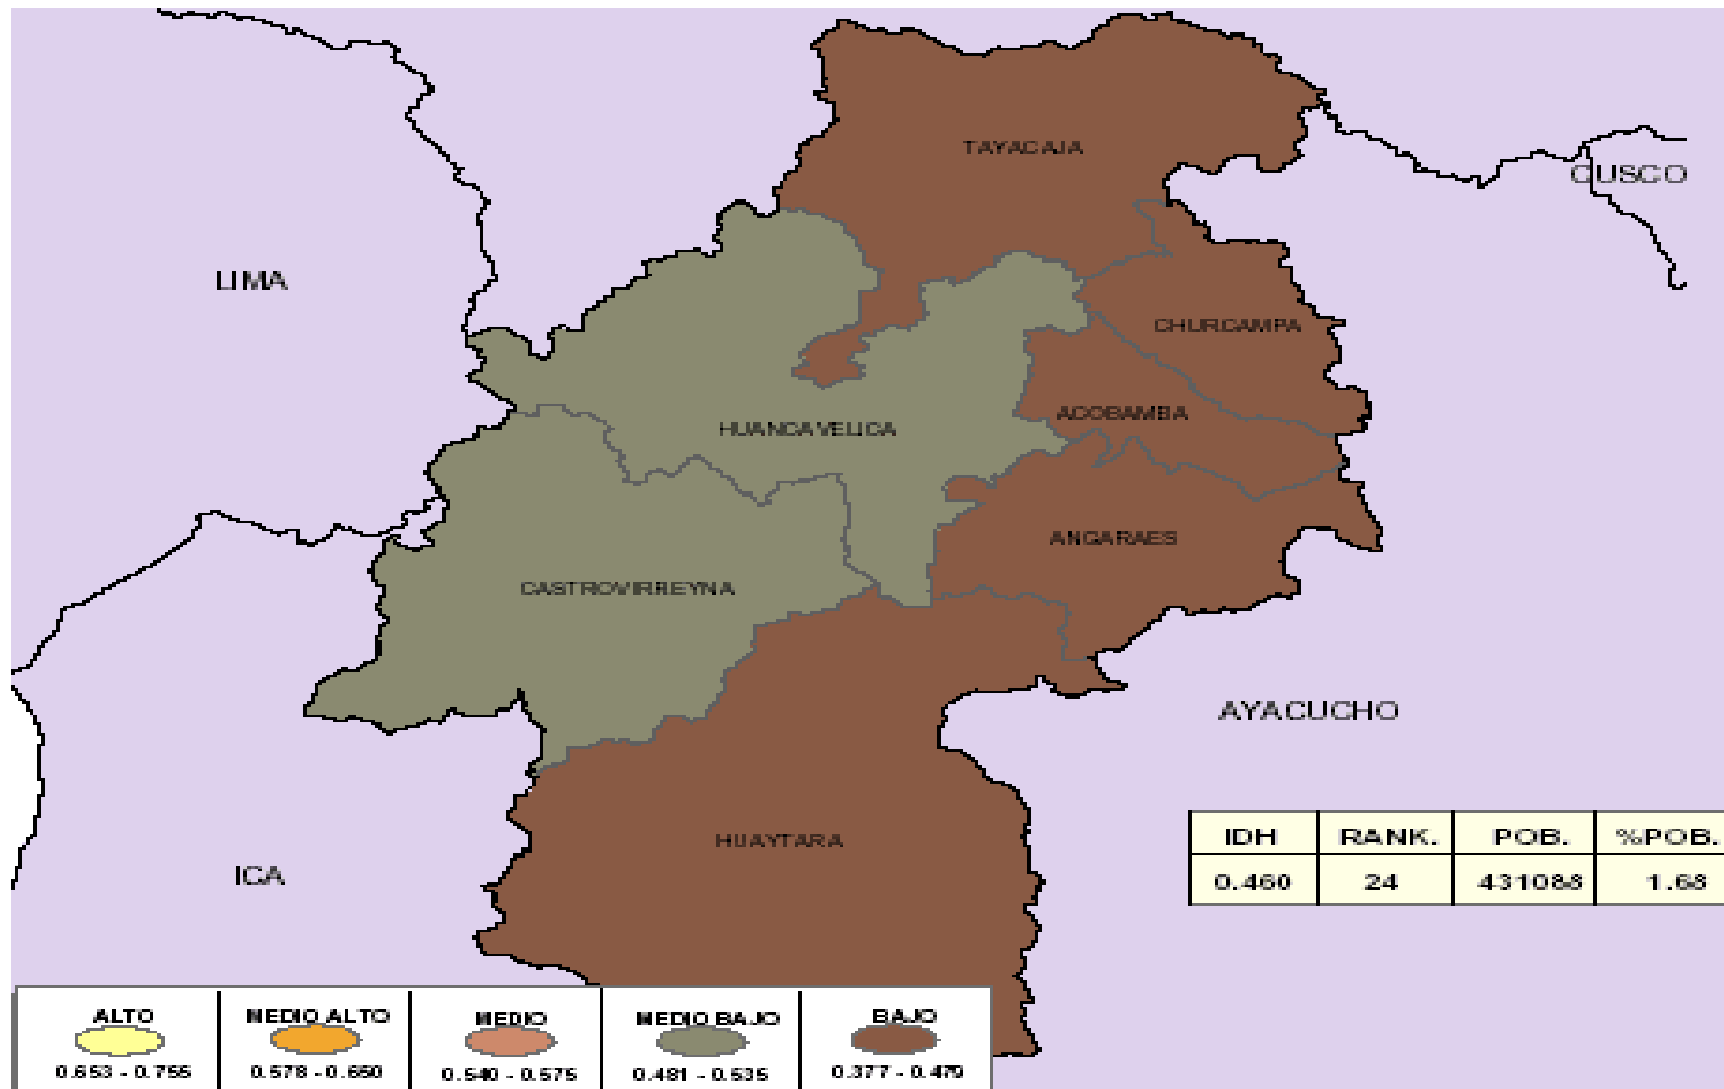 TAYACAJA
CUSCO
LIMA
CHURCAMPA
ACOBAMBA
HUANCAVELICA
ANGARAES
CASTROVIRREYNA
AYACUCHO
HUAYTARA
ICA
IDH RANK. POB. %POB.
0.460 24 431088 1.68
ALTO MEDIO ALTO MEDIO MEDIO BAJO BAJO
0.653 - 0.755 0.578 - 0.650 0.540 - 0.575 0.481 - 0.535 0.377 - 0.479